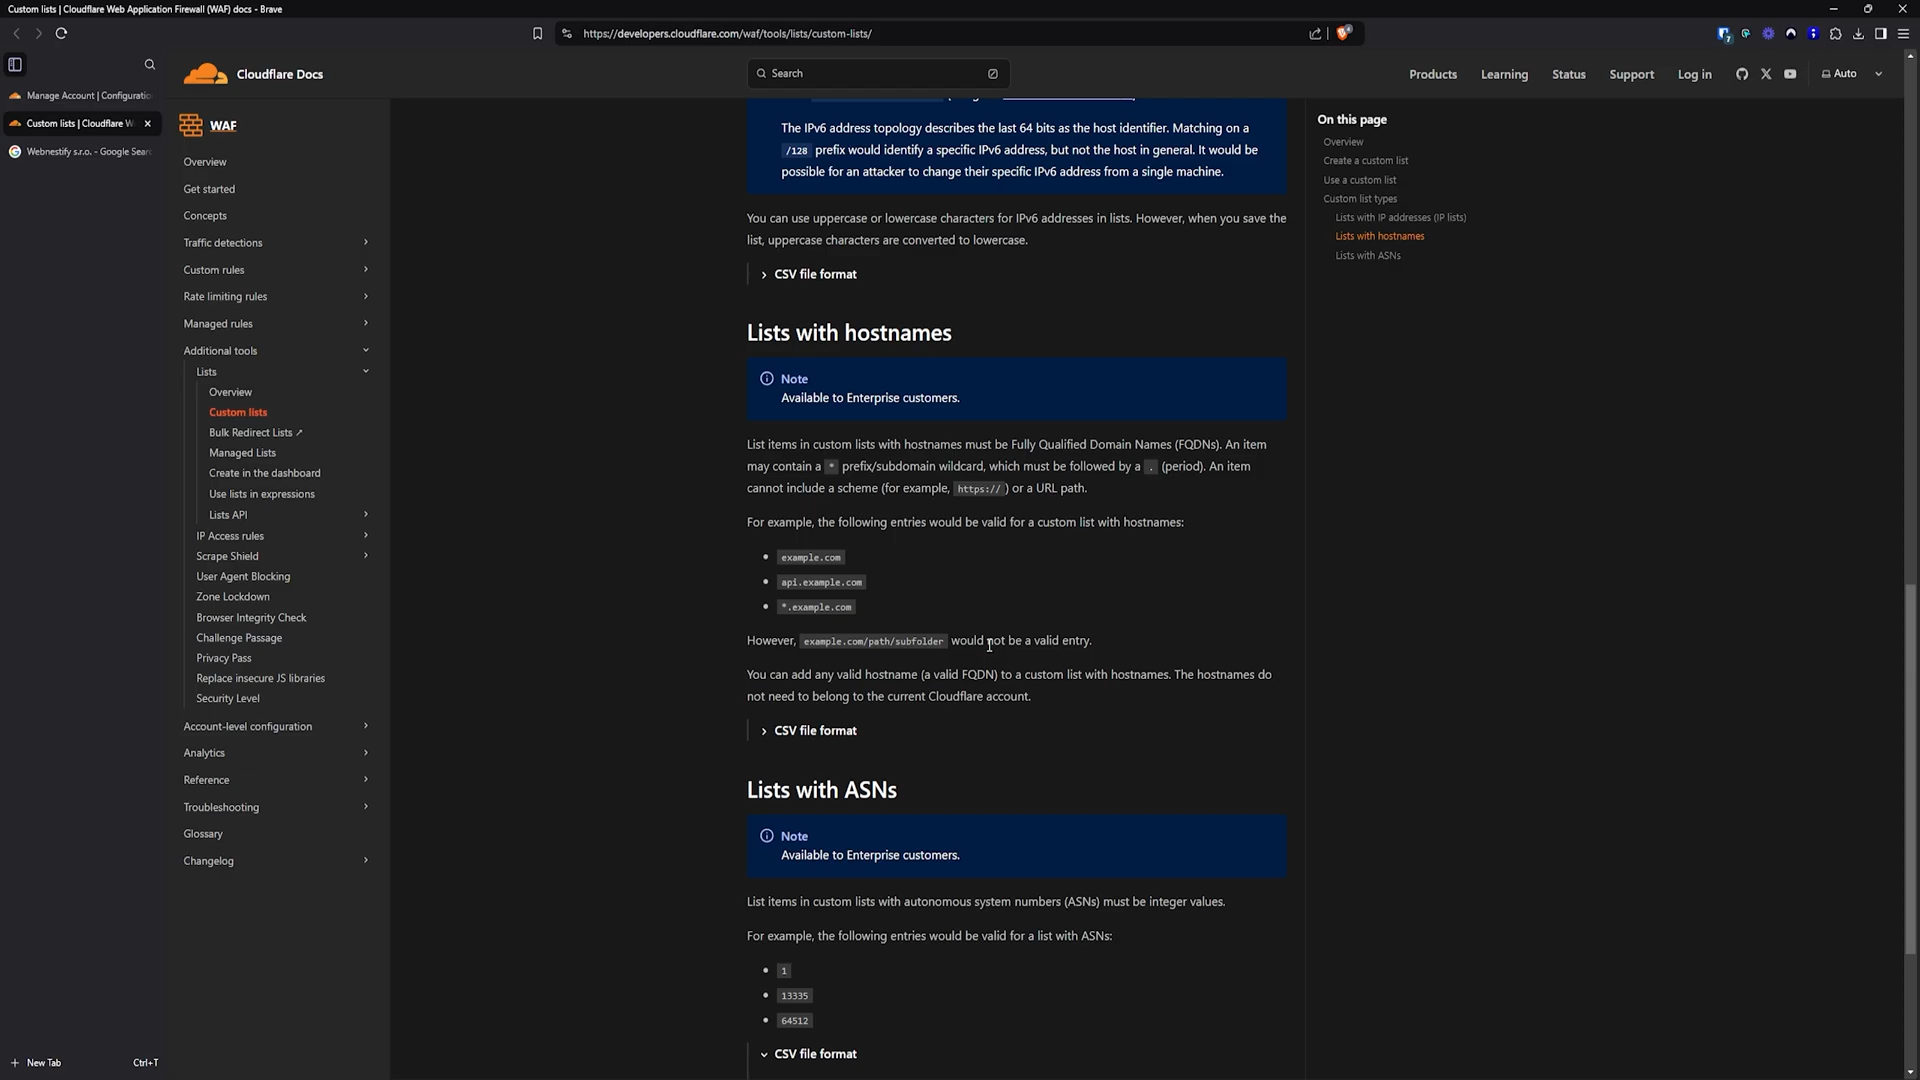 Custom lists | Cloudflare Web Application Firewall (WAF) docs - Brave
https://developers.cloudflare.com/waf/tools/lists/custom-lists/
Manage Account | Configuratio
Custom lists | Cloudflare W
Webnestify s.r.o. - Google Sear
New Tab
Ctrl+T
Cloudflare Docs
Search
Products
Learning
Status
Support
Log in
Auto
WAF
Overview
Get started
Concepts
Traffic detections
Custom rules
Rate limiting rules
Managed rules
Additional tools
Lists
Overview
Custom lists
Bulk Redirect Lists ↗
Managed Lists
Create in the dashboard
Use lists in expressions
Lists API
IP Access rules
Scrape Shield
User Agent Blocking
Zone Lockdown
Browser Integrity Check
Challenge Passage
Privacy Pass
Replace insecure JS libraries
Security Level
Account-level configuration
Analytics
Reference
Troubleshooting
Glossary
Changelog
The IPv6 address topology describes the last 64 bits as the host identifier. Matching on a
/128 prefix would identify a specific IPv6 address, but not the host in general. It would be
possible for an attacker to change their specific IPv6 address from a single machine.
You can use uppercase or lowercase characters for IPv6 addresses in lists. However, when you save the
list, uppercase characters are converted to lowercase.
CSV file format
Lists with hostnames
Note
Available to Enterprise customers.
List items in custom lists with hostnames must be Fully Qualified Domain Names (FQDNs). An item
may contain a * prefix/subdomain wildcard, which must be followed by a . (period). An item
cannot include a scheme (for example, https:// ) or a URL path.
For example, the following entries would be valid for a custom list with hostnames:
• example.com
• api.example.com
• *.example.com
However, example.com/path/subfolder would not be a valid entry.
You can add any valid hostname (a valid FQDN) to a custom list with hostnames. The hostnames do
not need to belong to the current Cloudflare account.
CSV file format
Lists with ASNs
Note
Available to Enterprise customers.
List items in custom lists with autonomous system numbers (ASNs) must be integer values.
For example, the following entries would be valid for a list with ASNs:
• 1
• 13335
• 64512
CSV file format
On this page
Overview
Create a custom list
Use a custom list
Custom list types
Lists with IP addresses (IP lists)
Lists with hostnames
Lists with ASNs